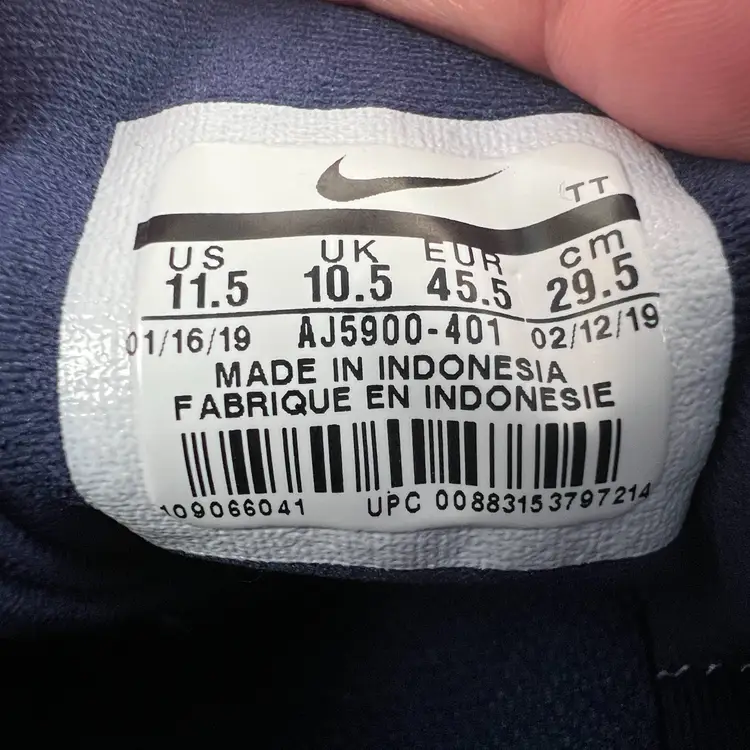 TT
US UK EUR cm
11.5 10.5 45.5 29.5
01/16/19 AJ5900-401 02/12/19
MADE IN INDONESIA
FABRIQUE EN INDONESIE
109066041 UPC 00883153797214